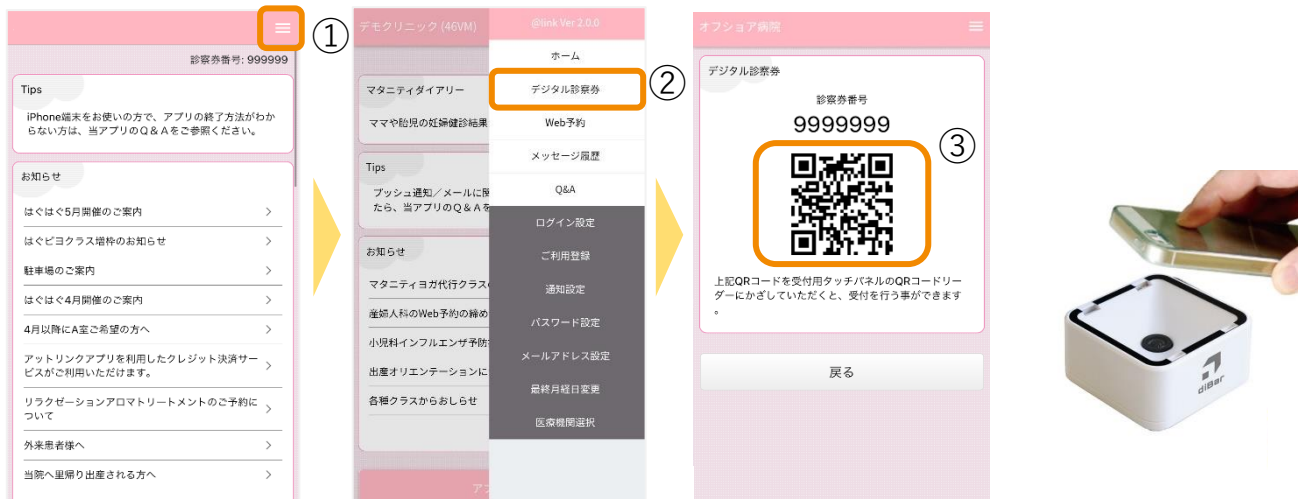 ①
診察券番号: 999999
Tips
iPhone端末をお使いの方で、アプリの終了方法がわか
らない方は、当アプリのQ&Aをご参照ください。
お知らせ
はぐはぐ5月開催のご案内
はぐピヨクラス増枠のお知らせ
駐車場のご案内
はぐはぐ4月開催のご案内
4月以降にA室ご希望の方へ
アットリンクアプリを利用したクレジット決済サー
ビスがご利用いただけます。
リラクゼーションアロマトリートメントのご予約に
ついて
外来患者様へ
当院へ里帰り出産される方へ
デモクリニック (46VM)
マタニティダイアリー
ママや胎児の妊婦健診結果
Tips
プッシュ通知／メールに関
たら、当アプリのQ&Aを
お知らせ
マタニティヨガ代行クラス
産婦人科のWeb予約の締め
小児科インフルエンザ予防
出産オリエンテーションに
各種クラスからおしらせ
@link Ver 2.0.0
ホーム
デジタル診察券
②
Web予約
メッセージ履歴
Q&A
ログイン設定
ご利用登録
通知設定
パスワード設定
メールアドレス設定
最終月経日変更
医療機関選択
オフショア病院
デジタル診察券
診察券番号
9999999
③
上記QRコードを受付用タッチパネルのQRコードリー
ダーにかざしていただくと、受付を行う事ができます
。
戻る
diBar